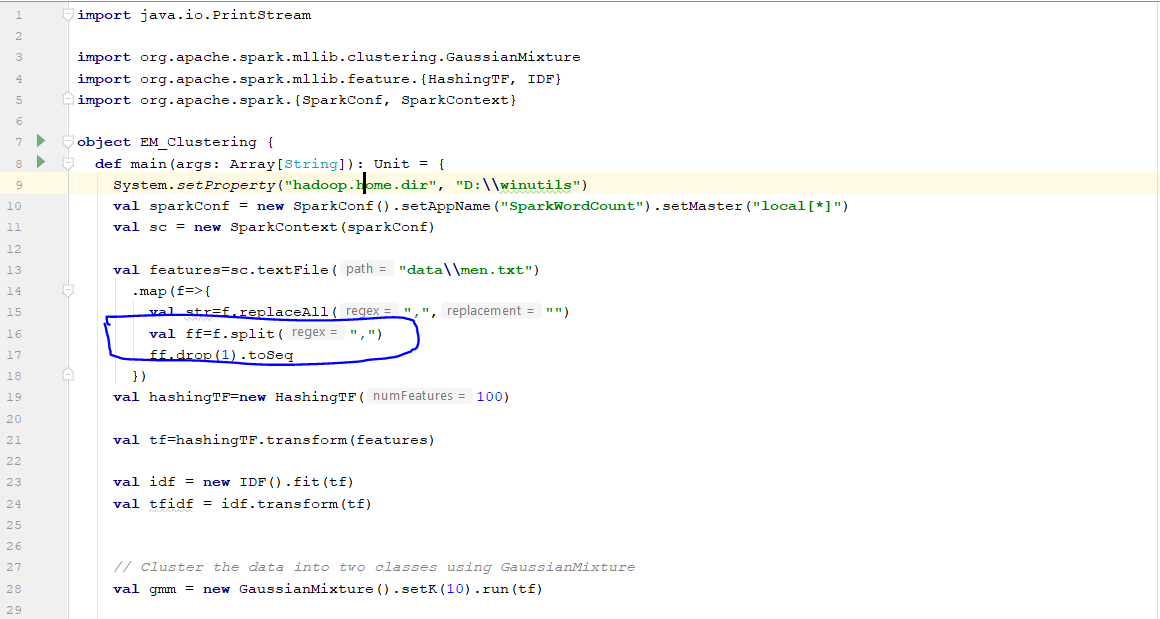 1 import java.io.PrintStream
2
3 import org.apache.spark.mllib.clustering.GaussianMixture
4 import org.apache.spark.mllib.feature.{HashingTF, IDF}
5 import org.apache.spark.{SparkConf, SparkContext}
6
7 object EM_Clustering {
8 def main(args: Array[String]): Unit = {
9 System.setProperty("hadoop.home.dir", "D:\\winutils")
10 val sparkConf = new SparkConf().setAppName("SparkWordCount").setMaster("local[*]")
11 val sc = new SparkContext(sparkConf)
12
13 val features=sc.textFile( path = "data\\men.txt")
14 .map(f=>{
15 val str=f.replaceAll( regex = ",", replacement = "")
16 val ff=f.split( regex = ",")
17 ff.drop(1).toSeq
18 })
19 val hashingTF=new HashingTF( numFeatures = 100)
20
21 val tf=hashingTF.transform(features)
22
23 val idf = new IDF().fit(tf)
24 val tfidf = idf.transform(tf)
25
26
27 // Cluster the data into two classes using GaussianMixture
28 val gmm = new GaussianMixture().setK(10).run(tf)
29